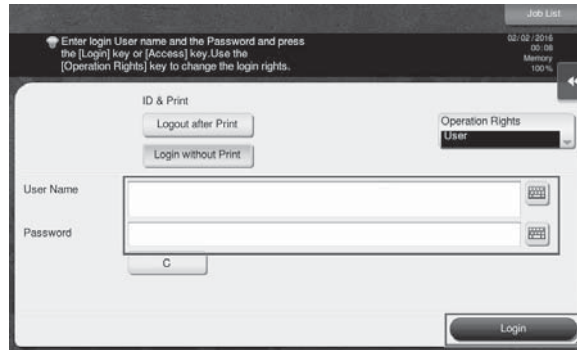 Job List
Enter login User name and the Password and press
the [Login] key or [Access] key.Use the
[Operation Rights] key to change the login rights.
02/02/2016
00:08
Memory
100%
ID & Print
Logout after Print
Operation Rights
User
Login without Print
User Name
Password
C
Login